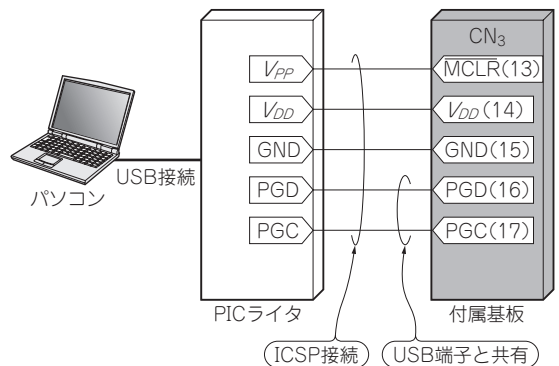 CN3
VPP
MCLR(13)
VDD
VDD(14)
GND
GND(15)
PGD
PGD(16)
PGC
PGC(17)
USB接続
パソコン
PICライタ
付属基板
ICSP接続
USB端子と共有